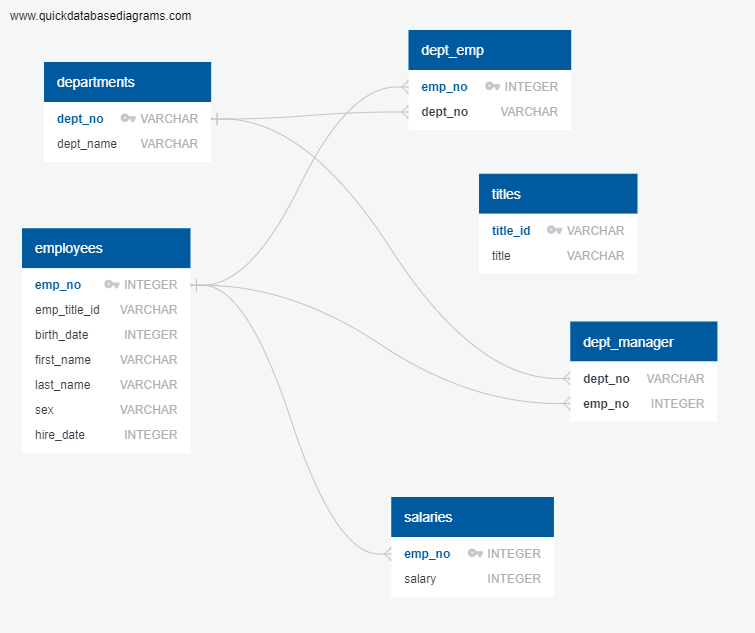 www.quickdatabasediagrams.com
departments
dept_no VARCHAR
dept_name VARCHAR
dept_emp
emp_no INTEGER
dept_no VARCHAR
titles
title_id VARCHAR
title VARCHAR
employees
emp_no INTEGER
emp_title_id VARCHAR
birth_date INTEGER
first_name VARCHAR
last_name VARCHAR
sex VARCHAR
hire_date INTEGER
dept_manager
dept_no VARCHAR
emp_no INTEGER
salaries
emp_no INTEGER
salary INTEGER